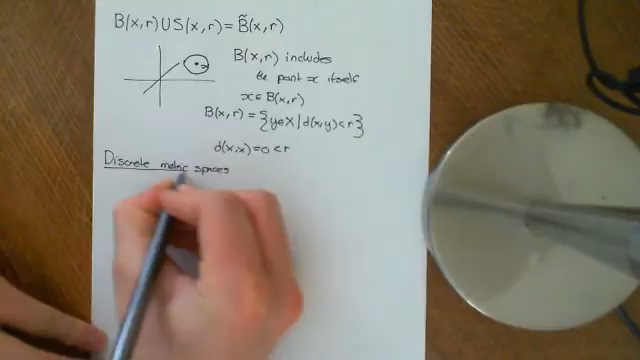 B(x,r) U S(x,r) = B̃(x,r)
B(x,r) includes
the point x itself
x ∈ B(x,r)
B(x,r) = {y∈X | d(x,y) < r}
d(x,x) = 0 < r
Discrete metric spaces